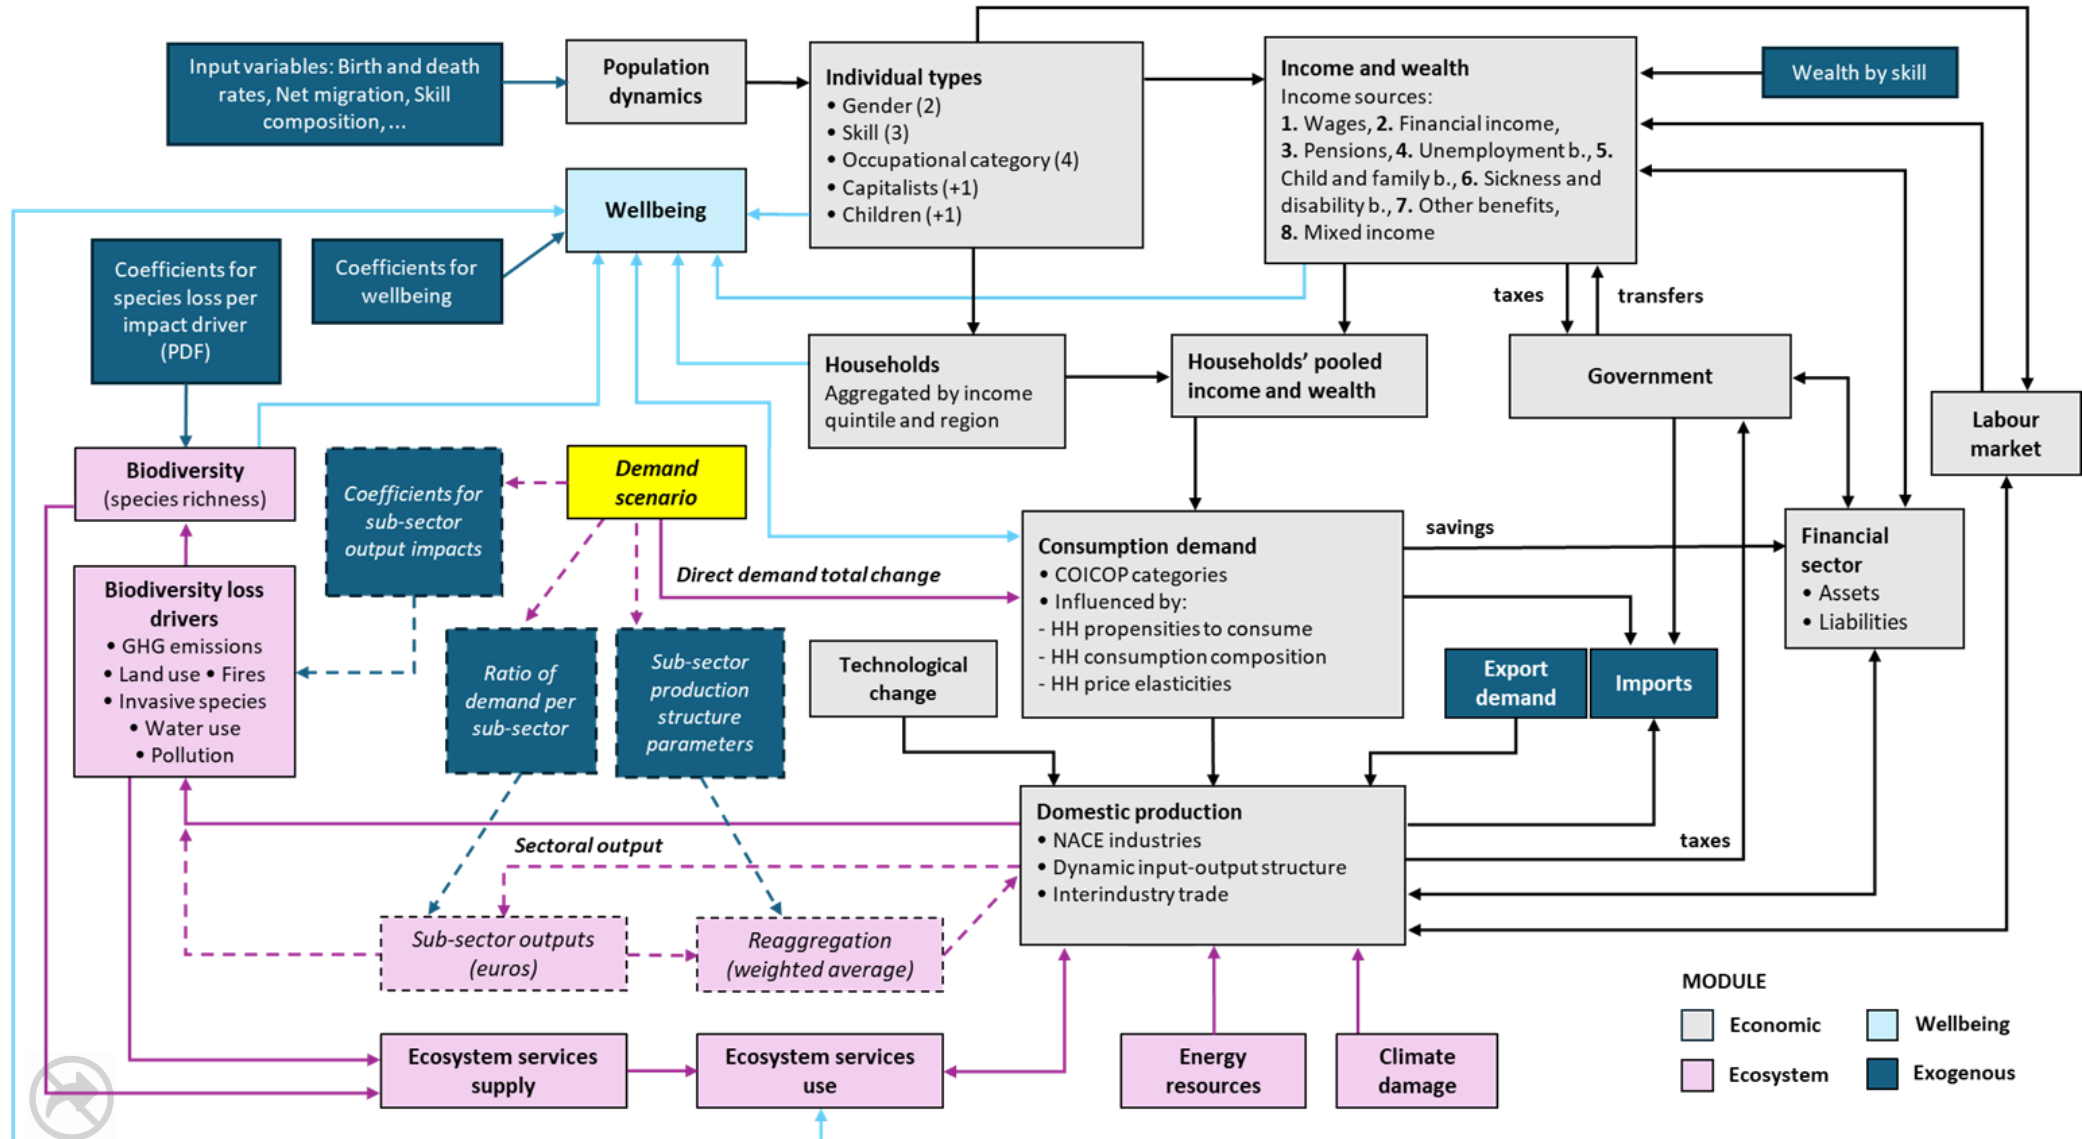 Input variables: Birth and death
rates, Net migration, Skill
composition, ...
Population
dynamics
Individual types
• Gender (2)
• Skill (3)
• Occupational category (4)
• Capitalists (+1)
• Children (+1)
Income and wealth
Income sources:
1. Wages, 2. Financial income,
3. Pensions, 4. Unemployment b., 5.
Child and family b., 6. Sickness and
disability b., 7. Other benefits,
8. Mixed income
Wealth by skill
Wellbeing
Coefficients for
species loss per
impact driver
(PDF)
Coefficients for
wellbeing
taxes
transfers
Households
Aggregated by income
quintile and region
Households’ pooled
income and wealth
Government
Labour
market
Biodiversity
(species richness)
Coefficients for
sub-sector
output impacts
Demand
scenario
Direct demand total change
Consumption demand
• COICOP categories
• Influenced by:
- HH propensities to consume
- HH consumption composition
- HH price elasticities
savings
Financial
sector
• Assets
• Liabilities
Biodiversity loss
drivers
• GHG emissions
• Land use • Fires
• Invasive species
• Water use
• Pollution
Ratio of
demand per
sub-sector
Sub-sector
production
structure
parameters
Technological
change
Export
demand
Imports
Domestic production
• NACE industries
• Dynamic input-output structure
• Interindustry trade
taxes
Sectoral output
Sub-sector outputs
(euros)
Reaggregation
(weighted average)
Ecosystem services
supply
Ecosystem services
use
Energy
resources
Climate
damage
MODULE
Economic
Wellbeing
Ecosystem
Exogenous